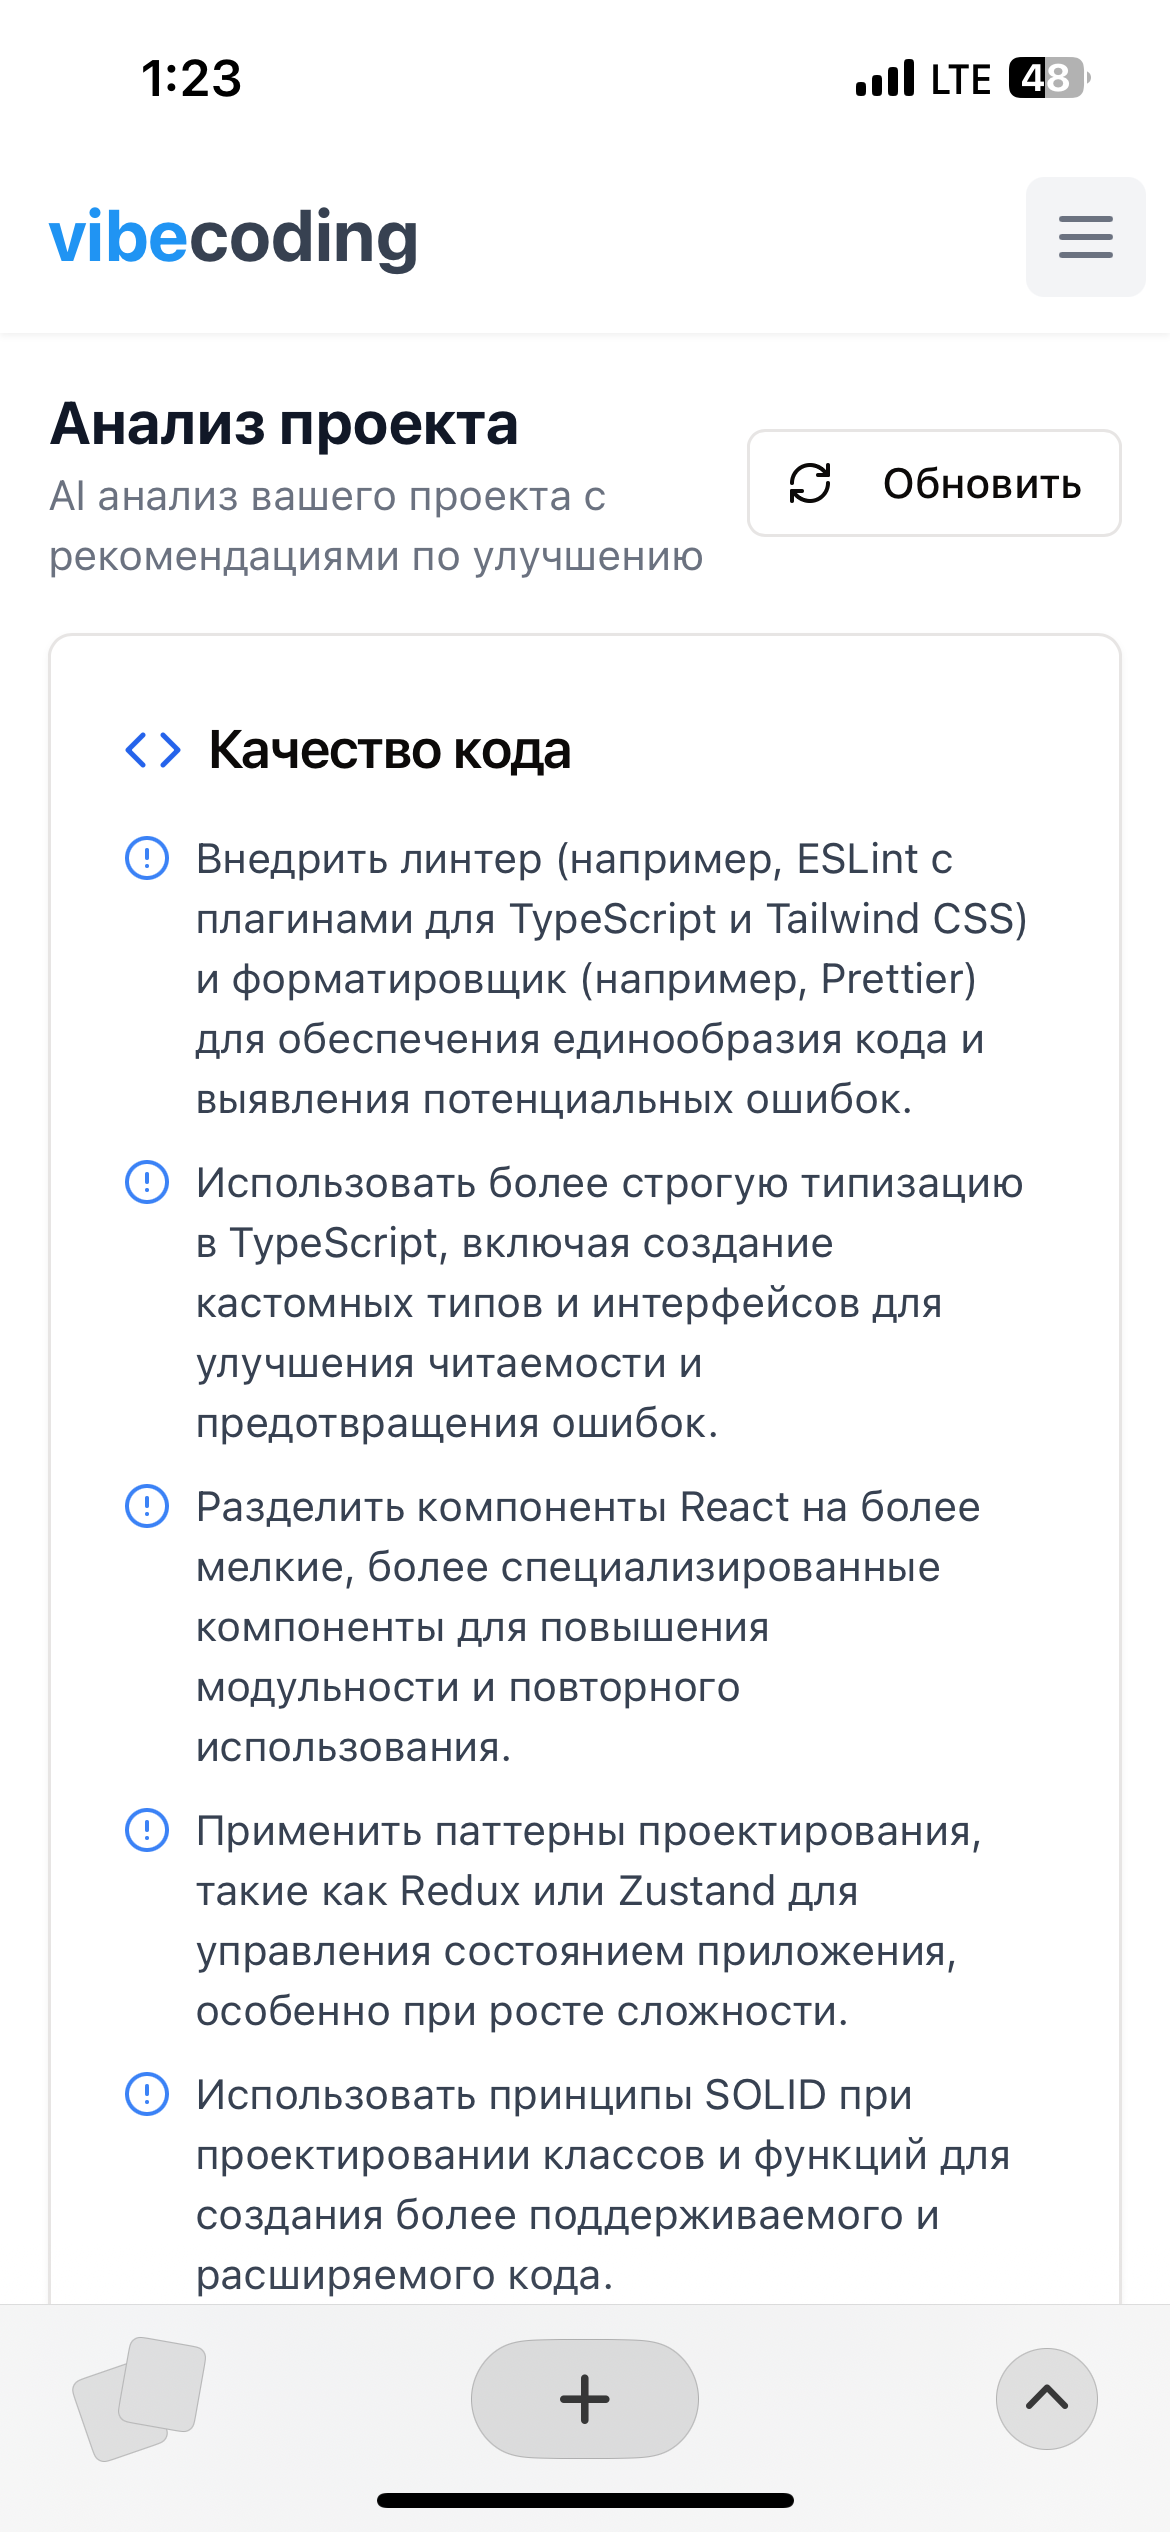 1:23
LTE 48
vibecoding
Анализ проекта
AI анализ вашего проекта с
рекомендациями по улучшению
Обновить
Качество кода
Внедрить линтер (например, ESLint с
плагинами для TypeScript и Tailwind CSS)
и форматировщик (например, Prettier)
для обеспечения единообразия кода и
выявления потенциальных ошибок.
Использовать более строгую типизацию
в TypeScript, включая создание
кастомных типов и интерфейсов для
улучшения читаемости и
предотвращения ошибок.
Разделить компоненты React на более
мелкие, более специализированные
компоненты для повышения
модульности и повторного
использования.
Применить паттерны проектирования,
такие как Redux или Zustand для
управления состоянием приложения,
особенно при росте сложности.
Использовать принципы SOLID при
проектировании классов и функций для
создания более поддерживаемого и
расширяемого кода.